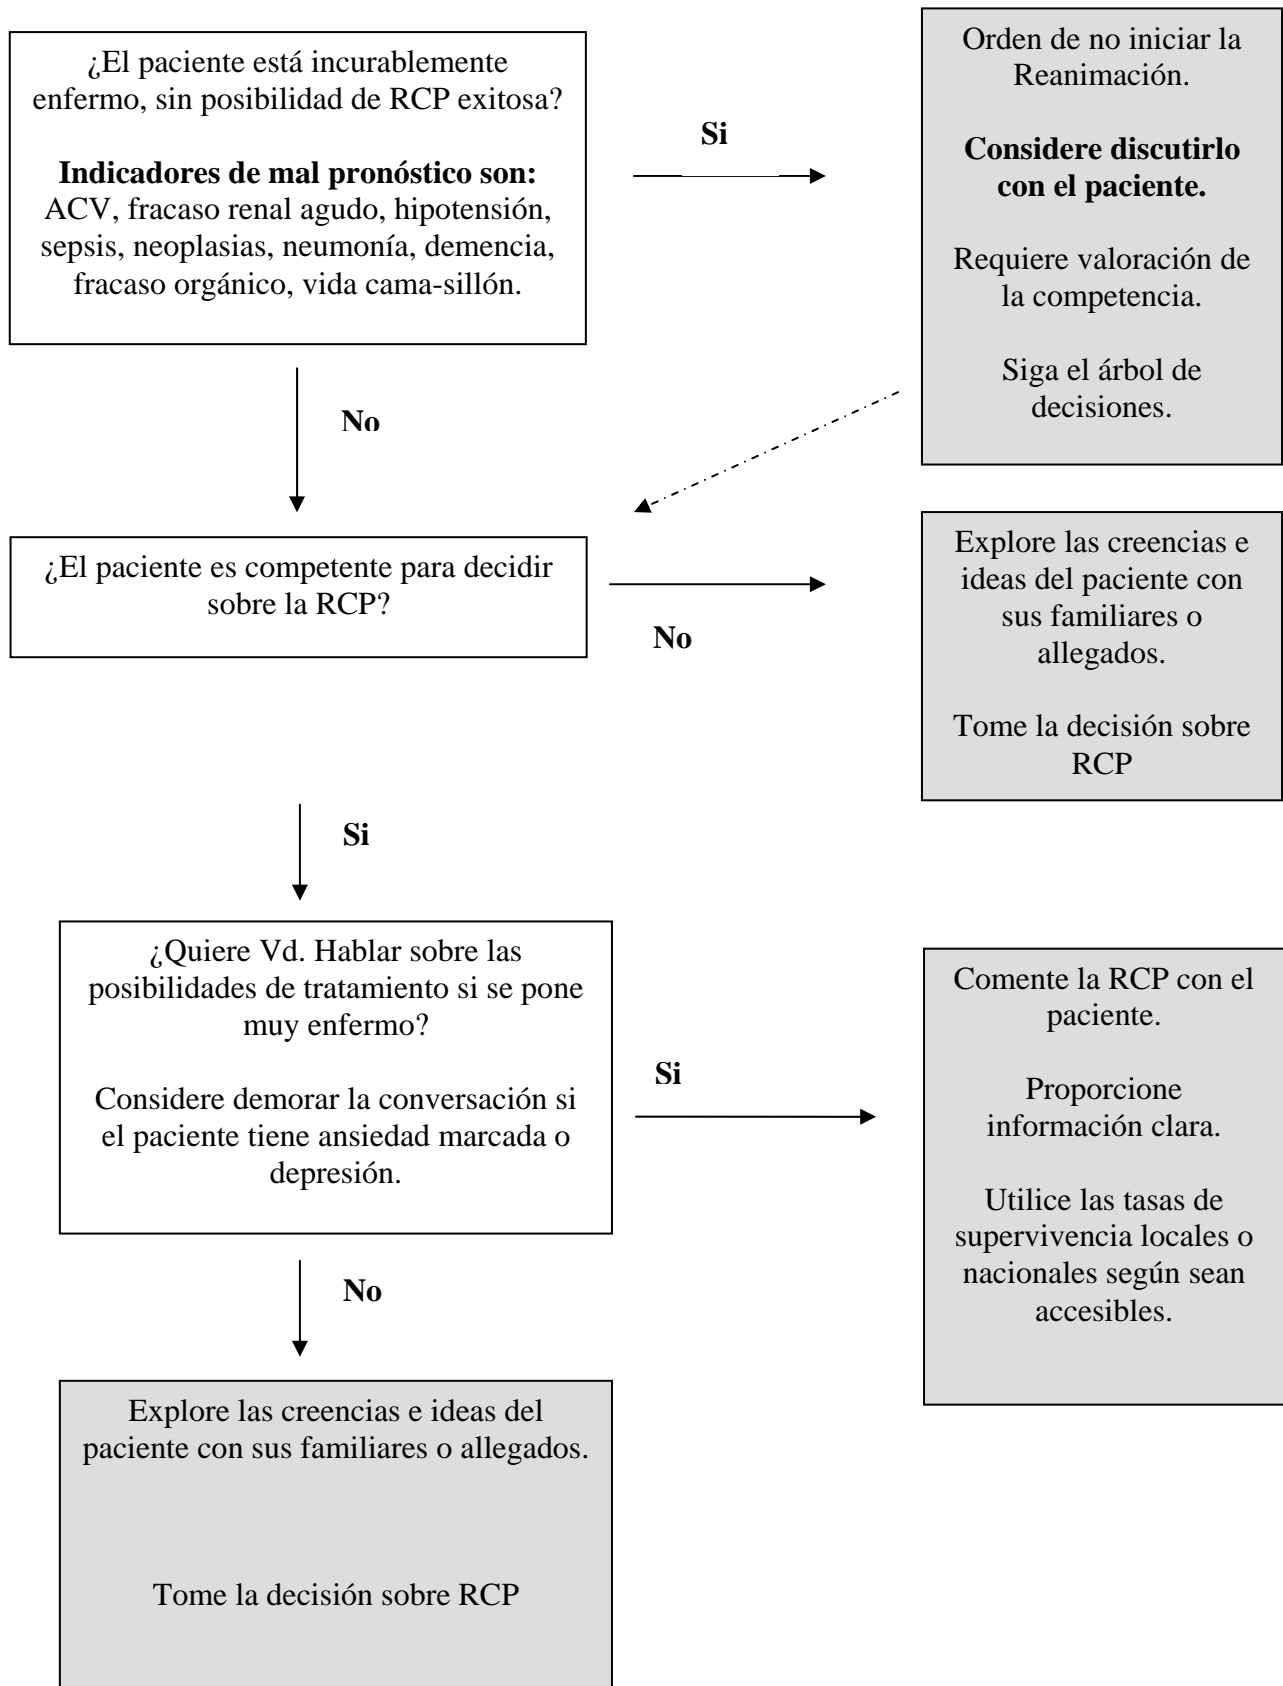 ¿El paciente está incurablemente
enfermo, sin posibilidad de RCP exitosa?
Indicadores de mal pronóstico son:
ACV, fracaso renal agudo, hipotensión,
sepsis, neoplasias, neumonía, demencia,
fracaso orgánico, vida cama-sillón.
Si
Orden de no iniciar la
Reanimación.
Considere discutirlo
con el paciente.
Requiere valoración de
la competencia.
Siga el árbol de
decisiones.
No
¿El paciente es competente para decidir
sobre la RCP?
No
Explore las creencias e
ideas del paciente con
sus familiares o
allegados.
Tome la decisión sobre
RCP
Si
¿Quiere Vd. Hablar sobre las
posibilidades de tratamiento si se pone
muy enfermo?
Considere demorar la conversación si
el paciente tiene ansiedad marcada o
depresión.
Si
Comente la RCP con el
paciente.
Proporcione
información clara.
Utilice las tasas de
supervivencia locales o
nacionales según sean
accesibles.
No
Explore las creencias e ideas del
paciente con sus familiares o allegados.
Tome la decisión sobre RCP